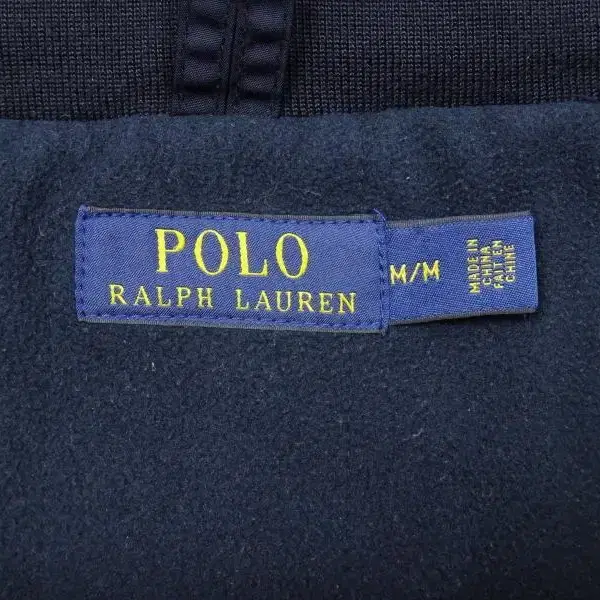 POLO
RALPH LAUREN
M/M
MADE IN
CHINA
FAIT EN
CHINE